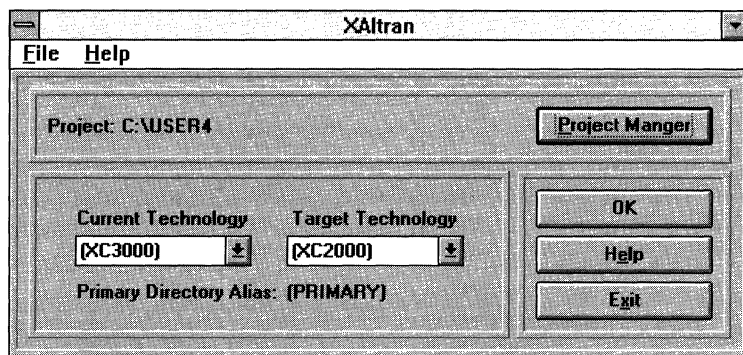 XAltran
File Help
Project: C:\USER4
Project Manger
Current Technology Target Technology
(XC3000) (XC2000)
Primary Directory Alias: (PRIMARY)
OK
Help
Exit